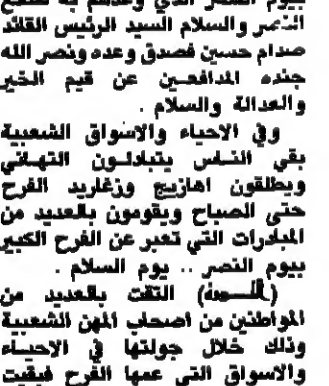 بيوم النصر الذي وعدهم به صانع
النصر والسلام السيد الرئيس القائد
صدام حسين فصدق وعده ونصر الله
جنده المدافعين عن قيم الخير
والعدالة والسلام .
وفي الاحياء والاسواق الشعبية
بقي الناس يتبادلون التهاني
ويطلقون اهازيج وزغاريد الفرح
حتى الصباح ويقومون بالعديد من
المبادرات التي تعبر عن الفرح الكبير
بيوم النصر .. يوم السلام .
التقت بالعديد من
المواطنين من اصحاب المهن الشعبية
وذلك خلال جولتها في الاحياء
والاسواق التي عمها الفرح فبقيت